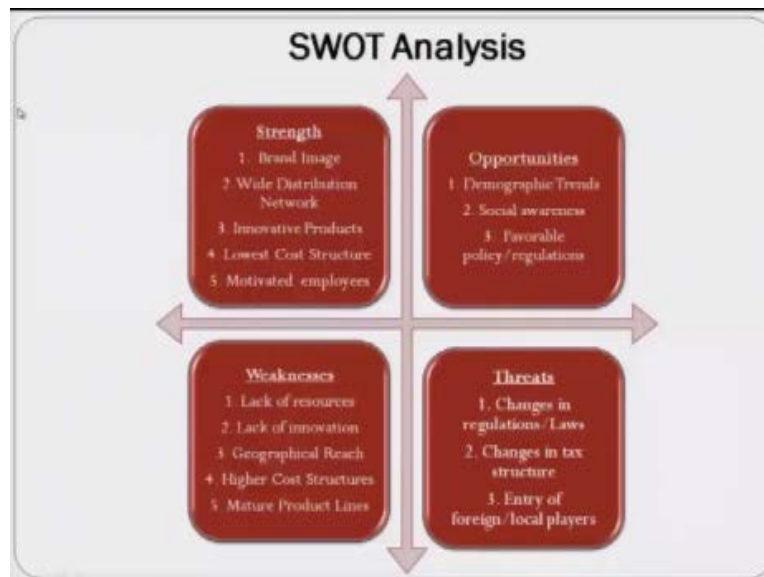 SWOT Analysis
Strength
1. Brand Image
2. Wide Distribution
Network
3. Innovative Products
4. Lowest Cost Structure
5. Motivated employees
Opportunities
1. Demographic Trends
2. Social awareness
3. Favorable
policy/regulations
Weaknesses
1. Lack of resources
2. Lack of innovation
3. Geographical Reach
4. Higher Cost Structures
5. Mature Product Lines
Threats
1. Changes in
regulations/Laws
2. Changes in tax
structure
3. Entry of
foreign/local players